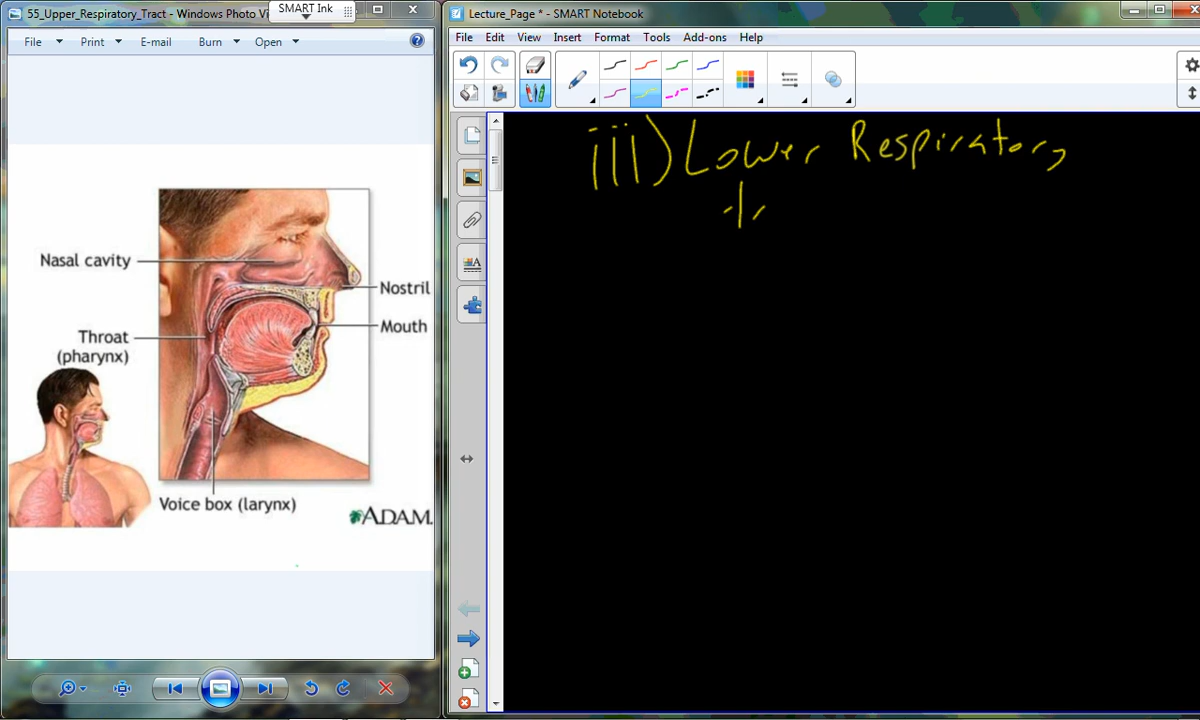 55_Upper_Respiratory_Tract - Windows Photo Vi
SMART Ink
File Print E-mail Burn Open
Nasal cavity
Nostril
Mouth
Throat
(pharynx)
Voice box (larynx)
ADAM.
Lecture_Page * - SMART Notebook
File Edit View Insert Format Tools Add-ons Help
iii) Lower Respiratory
tr